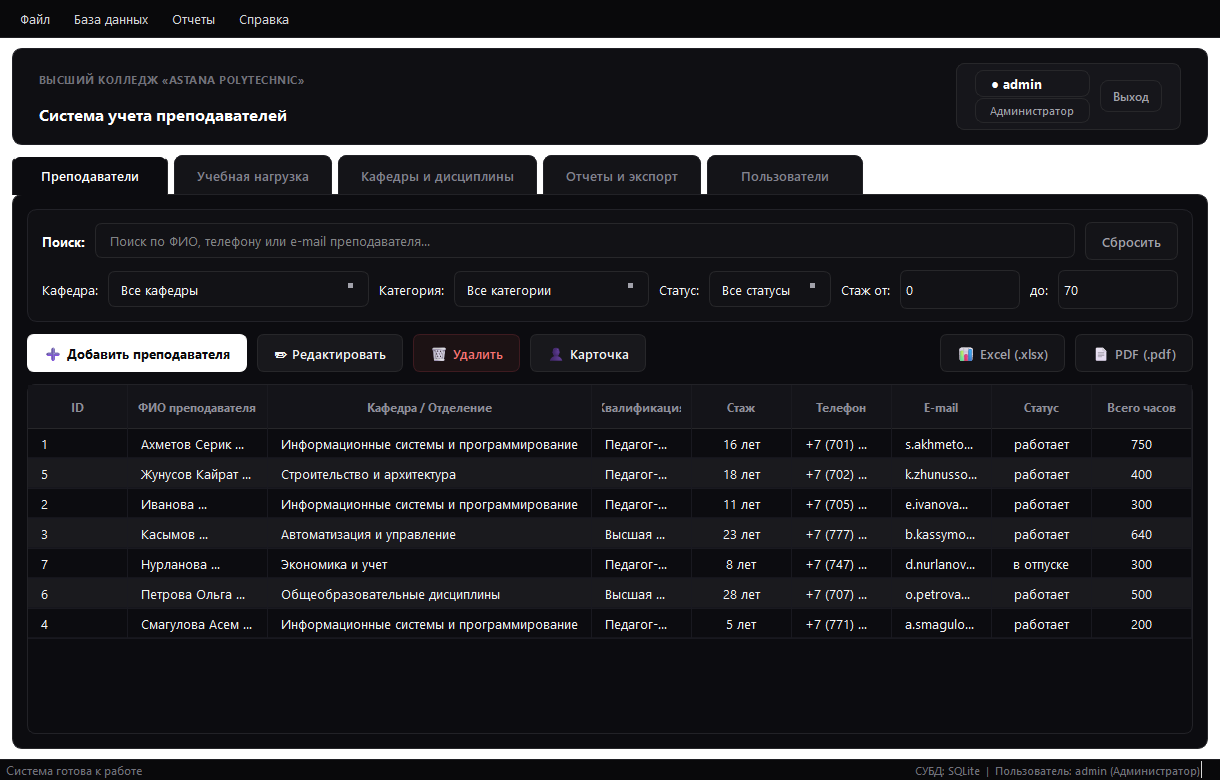 Файл База данных Отчеты Справка
ВЫСШИЙ КОЛЛЕДЖ «ASTANA POLYTECHNIC»
Система учета преподавателей
● admin
Администратор
Выход
Преподаватели Учебная нагрузка Кафедры и дисциплины Отчеты и экспорт Пользователи
Поиск: Поиск по ФИО, телефону или e-mail преподавателя... Сбросить
Кафедра: Все кафедры Категория: Все категории Статус: Все статусы Стаж от: 0 до: 70
Добавить преподавателя Редактировать Удалить Карточка Excel (.xlsx) PDF (.pdf)
ID ФИО преподавателя Кафедра / Отделение Квалификаци Стаж Телефон E-mail Статус Всего часов
1 Ахметов Серик ... Информационные системы и программирование Педагог-... 16 лет +7 (701) ... s.akhmeto... работает 750
5 Жунусов Кайрат ... Строительство и архитектура Педагог-... 18 лет +7 (702) ... k.zhunusso... работает 400
2 Иванова ... Информационные системы и программирование Педагог-... 11 лет +7 (705) ... e.ivanova... работает 300
3 Касымов ... Автоматизация и управление Высшая ... 23 лет +7 (777) ... b.kassymo... работает 640
7 Нурланова ... Экономика и учет Педагог-... 8 лет +7 (747) ... d.nurlanov... в отпуске 300
6 Петрова Ольга ... Общеобразовательные дисциплины Высшая ... 28 лет +7 (707) ... o.petrova... работает 500
4 Смагулова Асем ... Информационные системы и программирование Педагог-... 5 лет +7 (771) ... a.smagulo... работает 200
Система готова к работе СУБД: SQLite | Пользователь: admin (Администратор)